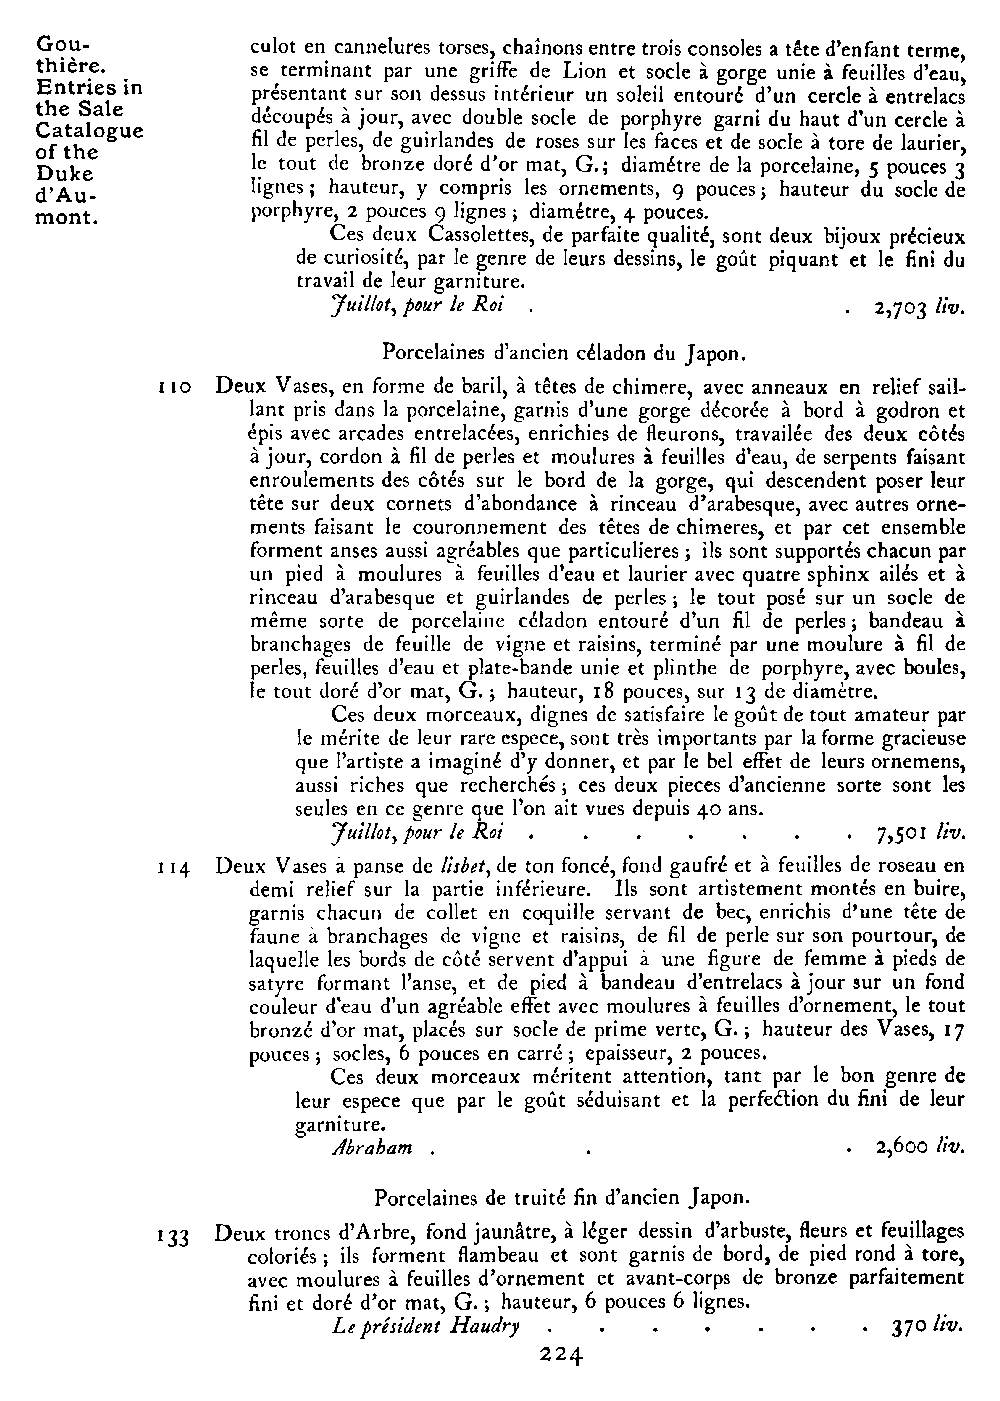 Gou-
thière.
Entries in
the Sale
Catalogue
of the
Duke
d'Au-
mont.
culot en cannelures torses, chaînons entre trois consoles a tête d'enfant terme,
se terminant par une griffe de Lion et socle à gorge unie à feuilles d'eau,
présentant sur son dessus intérieur un soleil entouré d'un cercle à entrelacs
découpés à jour, avec double socle de porphyre garni du haut d'un cercle à
fil de perles, de guirlandes de roses sur les faces et de socle à tore de laurier,
le tout de bronze doré d'or mat, G.; diamétre de la porcelaine, 5 pouces 3
lignes; hauteur, y compris les ornements, 9 pouces; hauteur du socle de
porphyre, 2 pouces 9 lignes; diamétre, 4 pouces.
Ces deux Cassolettes, de parfaite qualité, sont deux bijoux précieux
de curiosité, par le genre de leurs dessins, le goût piquant et le fini du
travail de leur garniture.
Juillot, pour le Roi . . 2,703 liv.
Porcelaines d'ancien céladon du Japon.
110 Deux Vases, en forme de baril, à têtes de chimere, avec anneaux en relief sail-
lant pris dans la porcelaine, garnis d'une gorge décorée à bord à godron et
épis avec arcades entrelacées, enrichies de fleurons, travailée des deux côtés
à jour, cordon à fil de perles et moulures à feuilles d'eau, de serpents faisant
enroulements des côtés sur le bord de la gorge, qui descendent poser leur
tête sur deux cornets d'abondance à rinceau d'arabesque, avec autres orne-
ments faisant le couronnement des têtes de chimeres, et par cet ensemble
forment anses aussi agréables que particulieres; ils sont supportés chacun par
un pied à moulures à feuilles d'eau et laurier avec quatre sphinx ailés et à
rinceau d'arabesque et guirlandes de perles; le tout posé sur un socle de
même sorte de porcelaine céladon entouré d'un fil de perles; bandeau à
branchages de feuille de vigne et raisins, terminé par une moulure à fil de
perles, feuilles d'eau et plate-bande unie et plinthe de porphyre, avec boules,
le tout doré d'or mat, G.; hauteur, 18 pouces, sur 13 de diamètre.
Ces deux morceaux, dignes de satisfaire le goût de tout amateur par
le mérite de leur rare espece, sont très importants par la forme gracieuse
que l'artiste a imaginé d'y donner, et par le bel effet de leurs ornemens,
aussi riches que recherchés; ces deux pieces d'ancienne sorte sont les
seules en ce genre que l'on ait vues depuis 40 ans.
Juillot, pour le Roi . . . . . . . 7,501 liv.
114 Deux Vases à panse de lisbet, de ton foncé, fond gaufré et à feuilles de roseau en
demi relief sur la partie inférieure. Ils sont artistement montés en buire,
garnis chacun de collet en coquille servant de bec, enrichis d'une tête de
faune à branchages de vigne et raisins, de fil de perle sur son pourtour, de
laquelle les bords de côté servent d'appui à une figure de femme à pieds de
satyre formant l'anse, et de pied à bandeau d'entrelacs à jour sur un fond
couleur d'eau d'un agréable effet avec moulures à feuilles d'ornement, le tout
bronzé d'or mat, placés sur socle de prime verte, G.; hauteur des Vases, 17
pouces; socles, 6 pouces en carré; epaisseur, 2 pouces.
Ces deux morceaux méritent attention, tant par le bon genre de
leur espece que par le goût séduisant et la perfection du fini de leur
garniture.
Abraham . . . 2,600 liv.
Porcelaines de truité fin d'ancien Japon.
133 Deux troncs d'Arbre, fond jaunâtre, à léger dessin d'arbuste, fleurs et feuillages
coloriés; ils forment flambeau et sont garnis de bord, de pied rond à tore,
avec moulures à feuilles d'ornement et avant-corps de bronze parfaitement
fini et doré d'or mat, G.; hauteur, 6 pouces 6 lignes.
Le président Haudry . . . . . . . 370 liv.
224